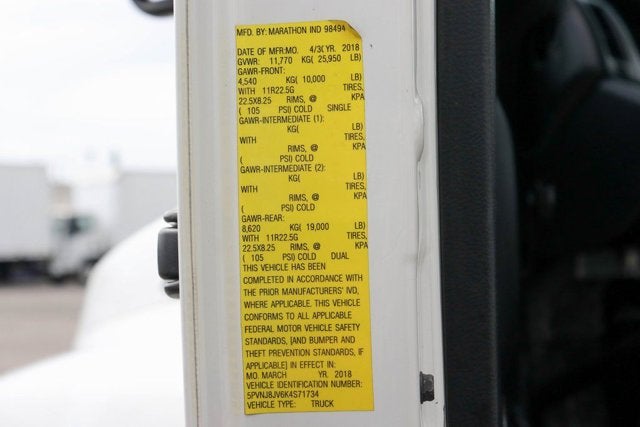 MFD. BY: MARATHON IND 98494
DATE OF MFR:MO. 4/3( YR. 2018
GVWR: 11,770 KG( 25,950 LB)
GAWR-FRONT:
4,540 KG( 10,000 LB)
WITH 11R22.5G TIRES,
22.5X8.25 RIMS, @ KPA
( 105 PSI) COLD SINGLE
GAWR-INTERMEDIATE (1):
KG( LB)
WITH TIRES,
RIMS, @ KPA
( PSI) COLD
GAWR-INTERMEDIATE (2):
KG( LB)
WITH TIRES,
RIMS, @ KPA
( PSI) COLD
GAWR-REAR:
8,620 KG( 19,000 LB)
WITH 11R22.5G TIRES,
22.5X8.25 RIMS, @ KPA
( 105 PSI) COLD DUAL
THIS VEHICLE HAS BEEN
COMPLETED IN ACCORDANCE WITH
THE PRIOR MANUFACTURERS' IVD,
WHERE APPLICABLE. THIS VEHICLE
CONFORMS TO ALL APPLICABLE
FEDERAL MOTOR VEHICLE SAFETY
STANDARDS, [AND BUMPER AND
THEFT PREVENTION STANDARDS, IF
APPLICABLE] IN EFFECT IN:
MO. MARCH YR. 2018
VEHICLE IDENTIFICATION NUMBER:
5PVNJ8JV6K4S71734
VEHICLE TYPE: TRUCK